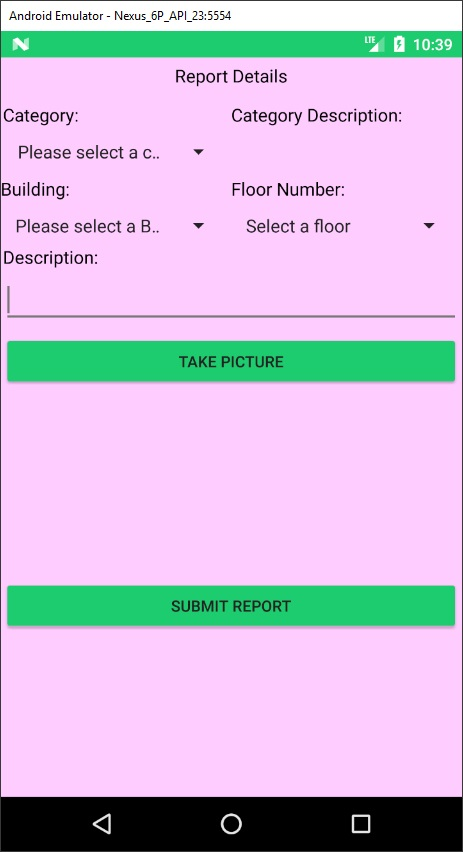 Android Emulator - Nexus_6P_API_23:5554
LTE 10:39
Report Details
Category: Category Description:
Please select a c..
Building: Floor Number:
Please select a B.. Select a floor
Description:
TAKE PICTURE
SUBMIT REPORT